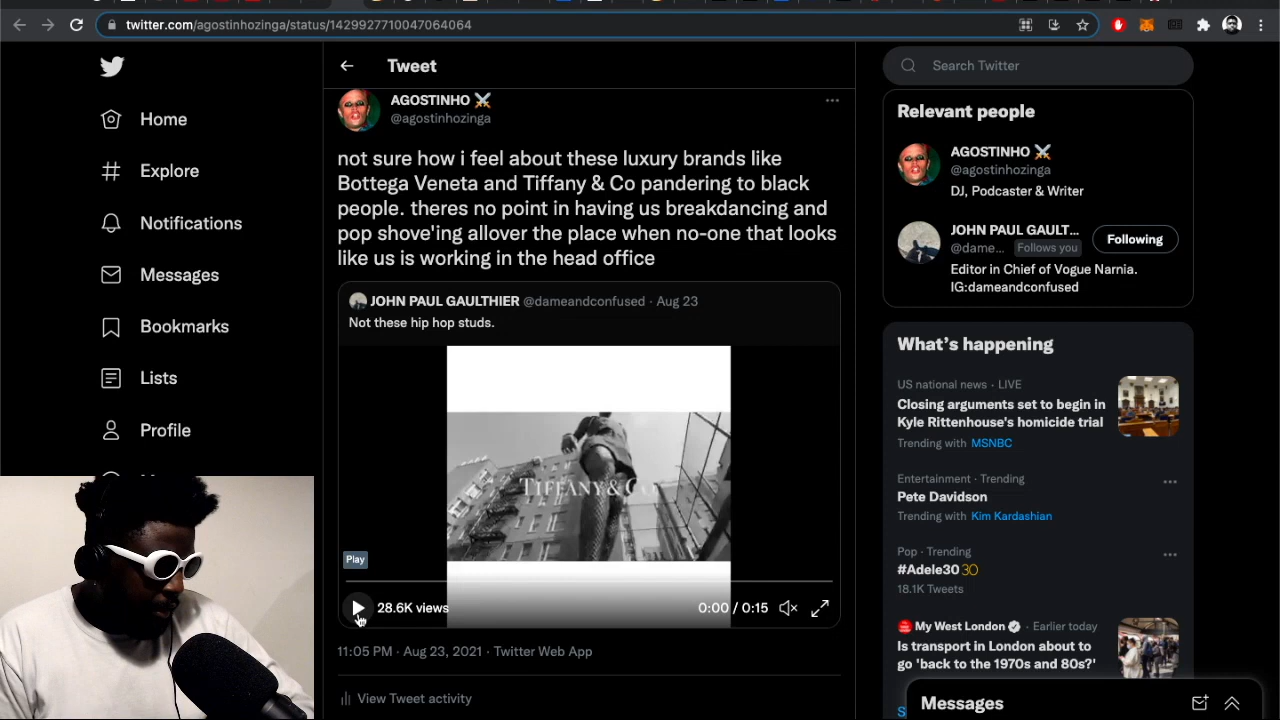 twitter.com/agostinhozinga/status/1429927710047064064
Home
Explore
Notifications
Messages
Bookmarks
Lists
Profile
Tweet
AGOSTINHO ⚔️
@agostinhozinga
not sure how i feel about these luxury brands like
Bottega Veneta and Tiffany & Co pandering to black
people. theres no point in having us breakdancing and
pop shove'ing allover the place when no-one that looks
like us is working in the head office
JOHN PAUL GAULTHIER @dameandconfused · Aug 23
Not these hip hop studs.
TIFFANY & CO.
Play
28.6K views
0:00 / 0:15
11:05 PM · Aug 23, 2021 · Twitter Web App
View Tweet activity
Search Twitter
Relevant people
AGOSTINHO ⚔️
@agostinhozinga
DJ, Podcaster & Writer
JOHN PAUL GAULT...
@dame... Follows you
Following
Editor in Chief of Vogue Narnia.
IG:dameandconfused
What's happening
US national news · LIVE
Closing arguments set to begin in
Kyle Rittenhouse's homicide trial
Trending with MSNBC
Entertainment · Trending
Pete Davidson
Trending with Kim Kardashian
Pop · Trending
#Adele30
18.1K Tweets
My West London · Earlier today
Is transport in London about to
go 'back to the 1970s and 80s?'
Messages